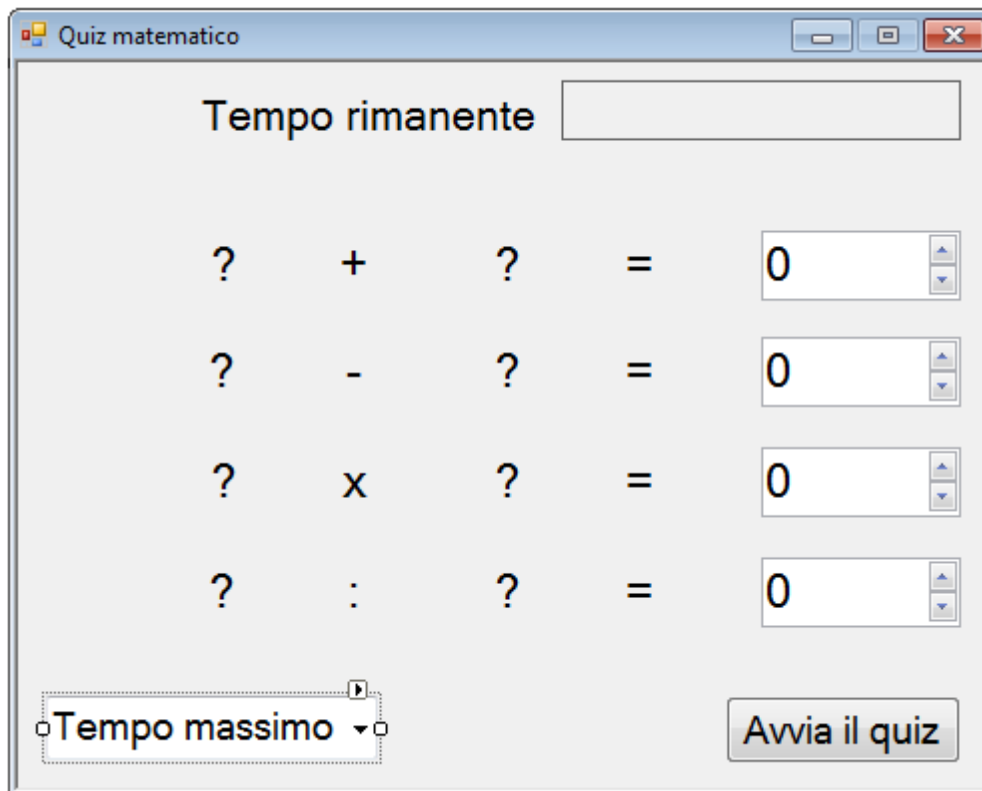 Quiz matematico
Tempo rimanente
? + ? = 0
? - ? = 0
? x ? = 0
? : ? = 0
Tempo massimo
Avvia il quiz